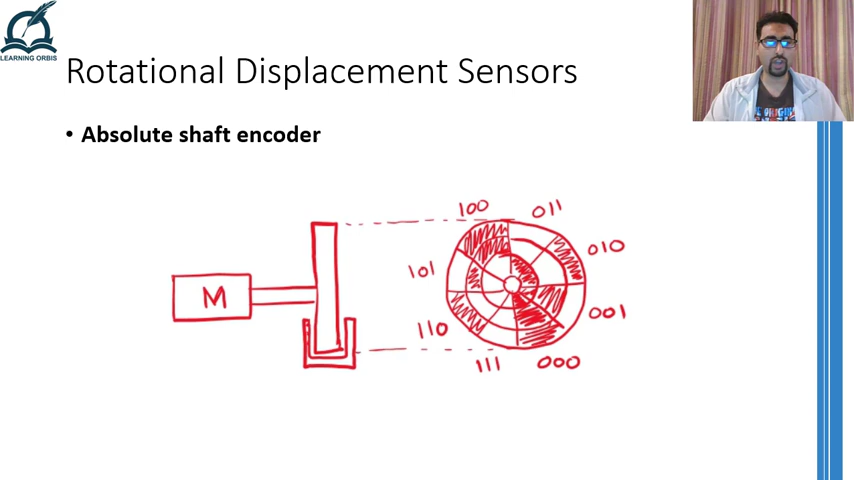 LEARNING ORBIS
Rotational Displacement Sensors
• Absolute shaft encoder
100
011
010
001
000
111
110
101
M